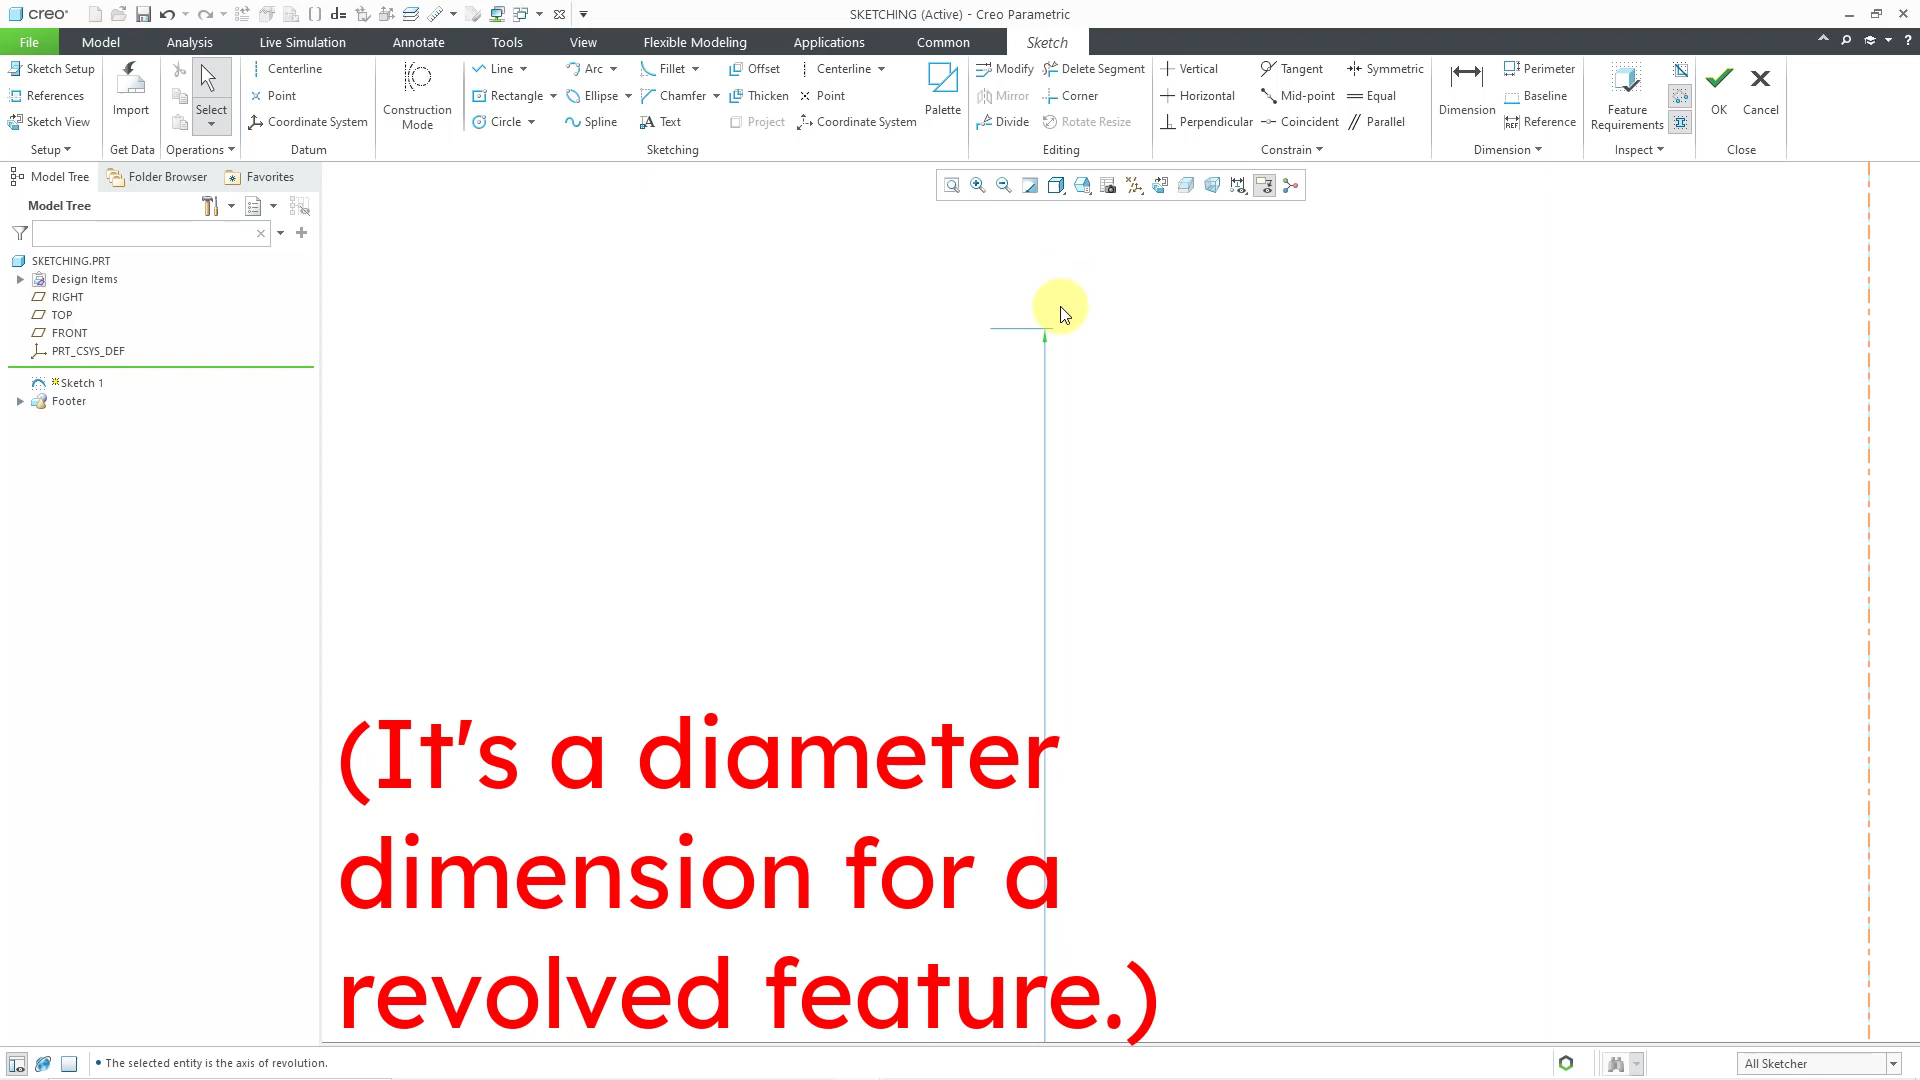 creo
SKETCHING (Active) - Creo Parametric
File Model Analysis Live Simulation Annotate Tools View Flexible Modeling Applications Common Sketch
Sketch Setup
References
Sketch View
Setup
Import
Get Data
Select
Operations
Centerline
Point
Coordinate System
Datum
Construction
Mode
Line Arc Fillet Offset Centerline
Rectangle Ellipse Chamfer Thicken Point
Circle Spline Text Project Coordinate System
Palette
Sketching
Modify Delete Segment
Mirror Corner
Divide Rotate Resize
Editing
Vertical Tangent Symmetric
Horizontal Mid-point Equal
Perpendicular Coincident Parallel
Constrain
Dimension
Perimeter
Baseline
Reference
Dimension
Feature
Requirements
Inspect
OK Cancel
Close
Model Tree Folder Browser Favorites
Model Tree
SKETCHING.PRT
Design Items
RIGHT
TOP
FRONT
PRT_CSYS_DEF
Sketch 1
Footer
(It's a diameter
dimension for a
revolved feature.)
The selected entity is the axis of revolution.
All Sketcher